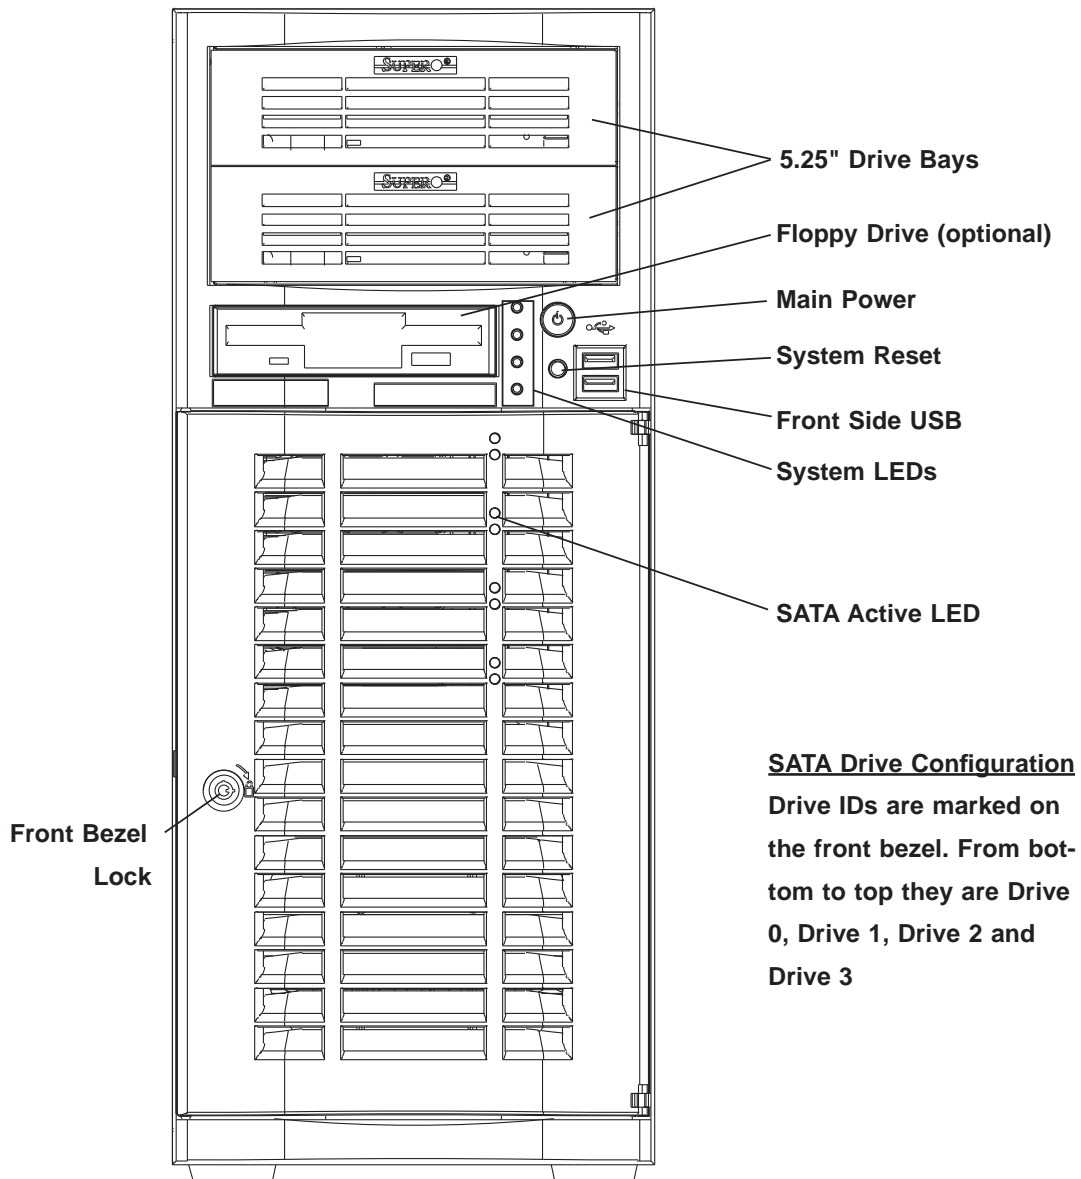 SUPER
SUPER
5.25" Drive Bays
Floppy Drive (optional)
Main Power
System Reset
Front Side USB
System LEDs
SATA Active LED
Front Bezel
Lock
SATA Drive Configuration
Drive IDs are marked on
the front bezel. From bot-
tom to top they are Drive
0, Drive 1, Drive 2 and
Drive 3